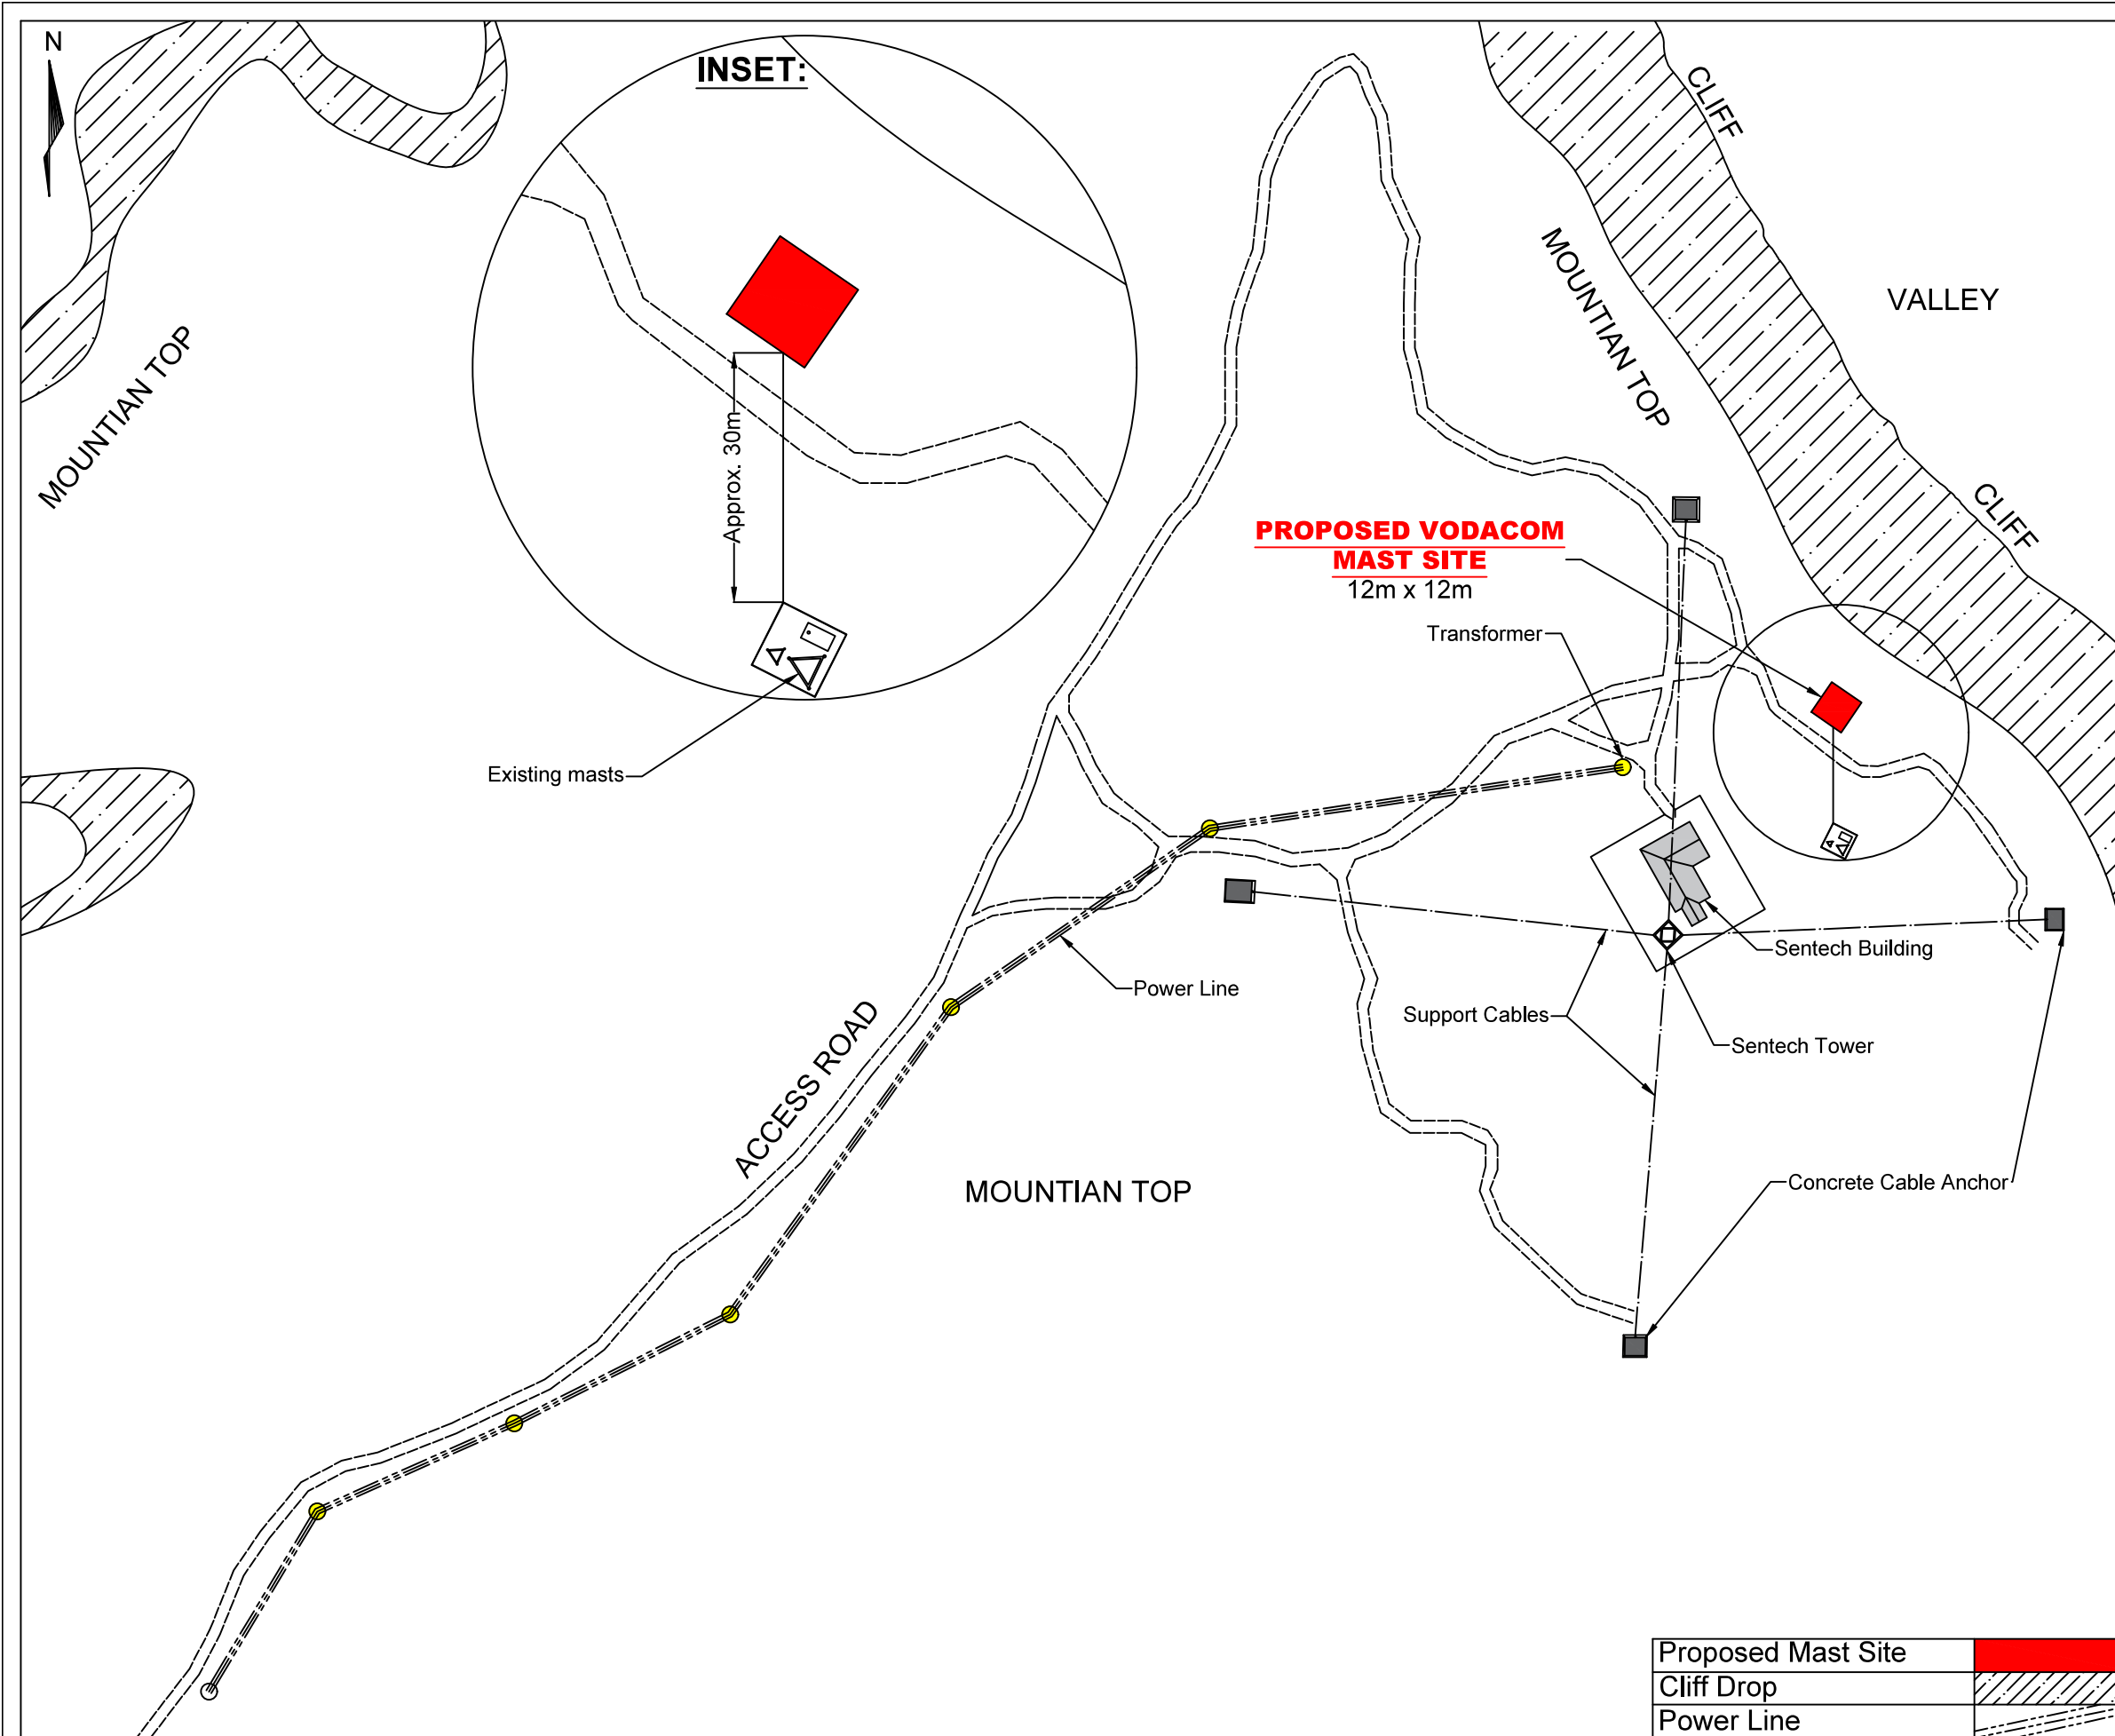 N
INSET:
CLIFF
MOUNTIAN TOP
VALLEY
MOUNTIAN TOP
Approx. 30m
CLIFF
PROPOSED VODACOM
MAST SITE
12m x 12m
Transformer
Existing masts
Sentech Building
Power Line
Support Cables
Sentech Tower
ACCESS ROAD
MOUNTIAN TOP
Concrete Cable Anchor
Proposed Mast Site
Cliff Drop
Power Line